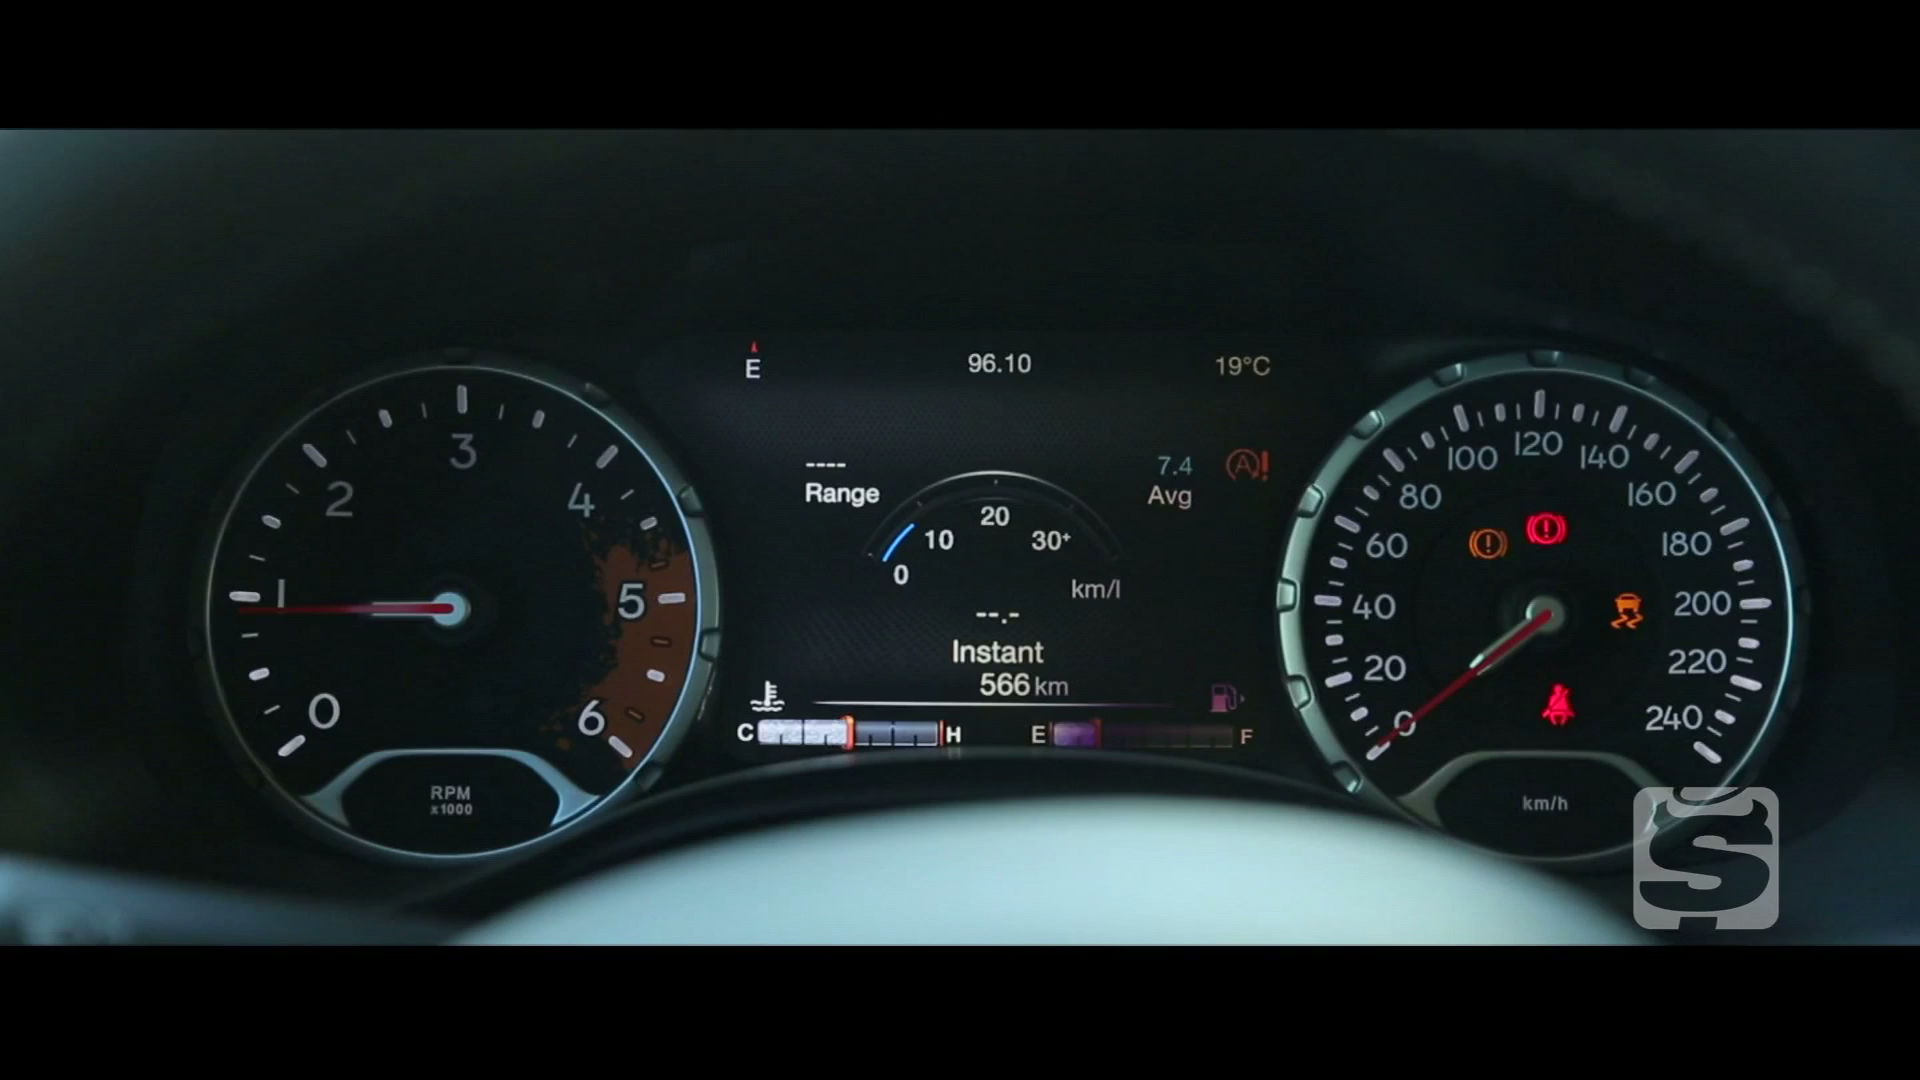 E 96.10 19°C
---- 7.4
Range Avg
0 10 20 30+
km/l
--.-
Instant
566 km
C H E F
0 1 2 3 4 5 6
RPM
x1000
0 20 40 60 80 100 120 140 160 180 200 220 240
km/h
A!
S